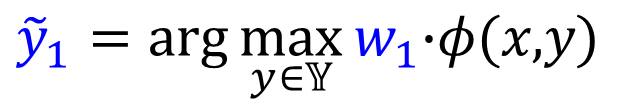 ỹ₁ = arg max w₁·ϕ(x,y)
y∈𝕐